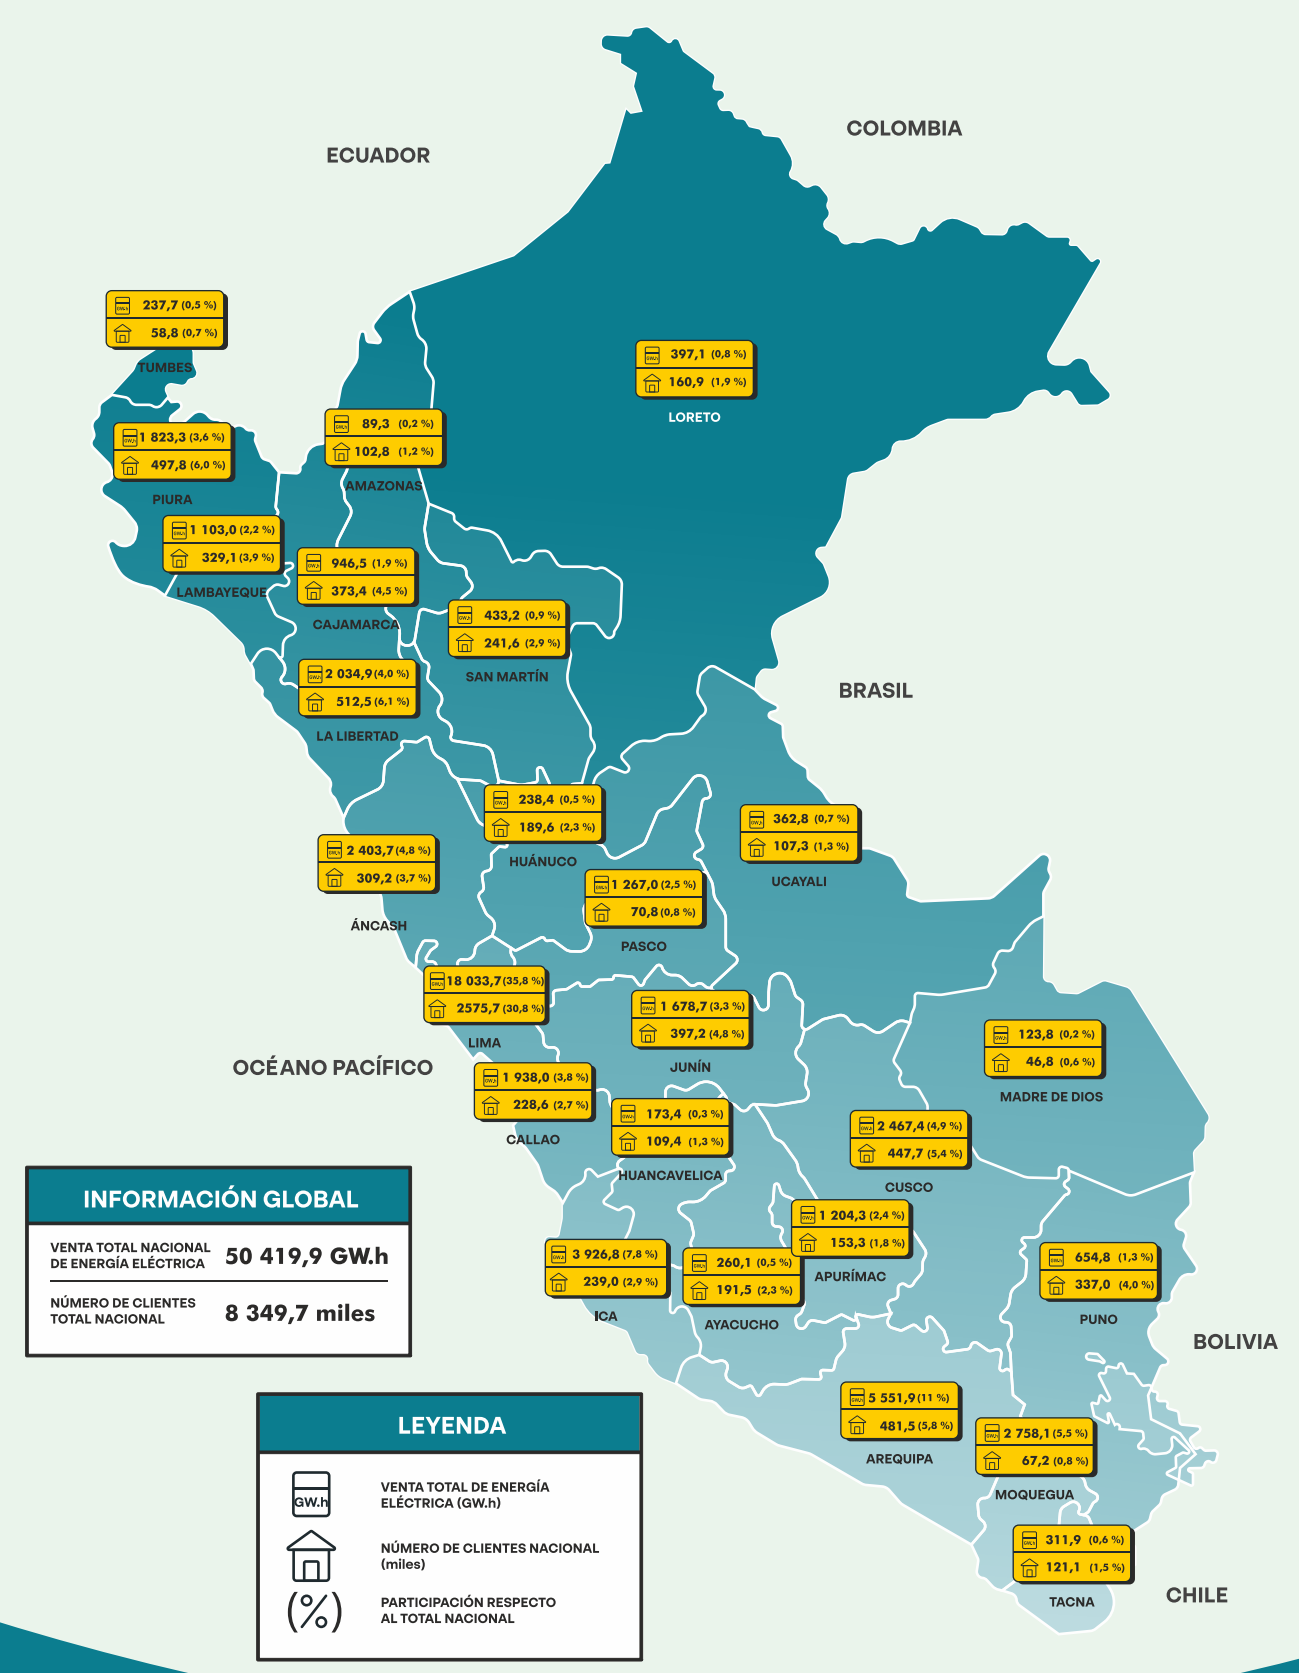 COLOMBIA
ECUADOR
237,7 (0,5 %)
58,8 (0,7 %)
TUMBES
397,1 (0,8 %)
160,9 (1,9 %)
LORETO
89,3 (0,2 %)
102,8 (1,2 %)
AMAZONAS
1 823,3 (3,6 %)
497,8 (6,0 %)
PIURA
1 103,0 (2,2 %)
329,1 (3,9 %)
LAMBAYEQUE
946,5 (1,9 %)
373,4 (4,5 %)
CAJAMARCA
433,2 (0,9 %)
241,6 (2,9 %)
SAN MARTÍN
BRASIL
2 034,9 (4,0 %)
512,5 (6,1 %)
LA LIBERTAD
238,4 (0,5 %)
189,6 (2,3 %)
HUÁNUCO
362,8 (0,7 %)
107,3 (1,3 %)
UCAYALI
2 403,7 (4,8 %)
309,2 (3,7 %)
ÁNCASH
1 267,0 (2,5 %)
70,8 (0,8 %)
PASCO
18 033,7 (35,8 %)
2575,7 (30,8 %)
LIMA
1 678,7 (3,3 %)
397,2 (4,8 %)
JUNÍN
123,8 (0,2 %)
46,8 (0,6 %)
MADRE DE DIOS
OCÉANO PACÍFICO
1 938,0 (3,8 %)
228,6 (2,7 %)
CALLAO
173,4 (0,3 %)
109,4 (1,3 %)
HUANCAVELICA
2 467,4 (4,9 %)
447,7 (5,4 %)
CUSCO
1 204,3 (2,4 %)
153,3 (1,8 %)
APURÍMAC
3 926,8 (7,8 %)
239,0 (2,9 %)
ICA
260,1 (0,5 %)
191,5 (2,3 %)
AYACUCHO
654,8 (1,3 %)
337,0 (4,0 %)
PUNO
BOLIVIA
INFORMACIÓN GLOBAL
VENTA TOTAL NACIONAL
DE ENERGÍA ELÉCTRICA
50 419,9 GW.h
NÚMERO DE CLIENTES
TOTAL NACIONAL
8 349,7 miles
5 551,9 (11 %)
481,5 (5,8 %)
AREQUIPA
2 758,1 (5,5 %)
67,2 (0,8 %)
MOQUEGUA
311,9 (0,6 %)
121,1 (1,5 %)
TACNA
CHILE
LEYENDA
GW.h
VENTA TOTAL DE ENERGÍA
ELÉCTRICA (GW.h)
NÚMERO DE CLIENTES NACIONAL
(miles)
(%)
PARTICIPACIÓN RESPECTO
AL TOTAL NACIONAL